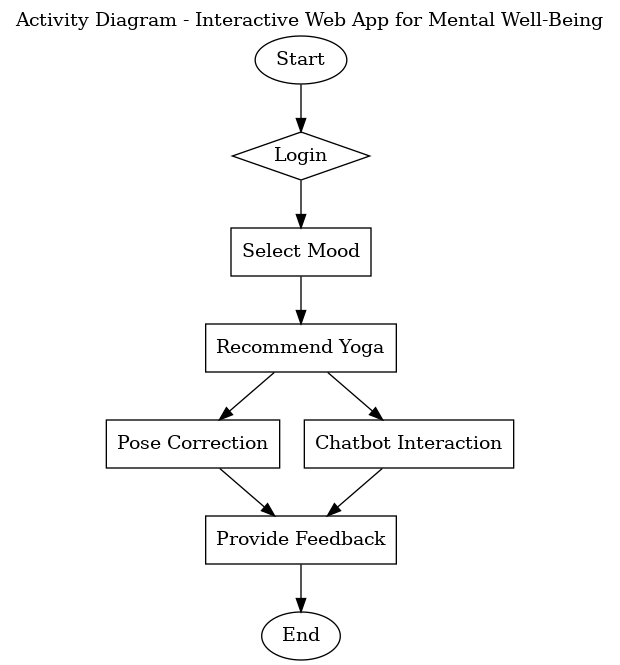 Activity Diagram - Interactive Web App for Mental Well-Being
Start
Login
Select Mood
Recommend Yoga
Pose Correction
Chatbot Interaction
Provide Feedback
End